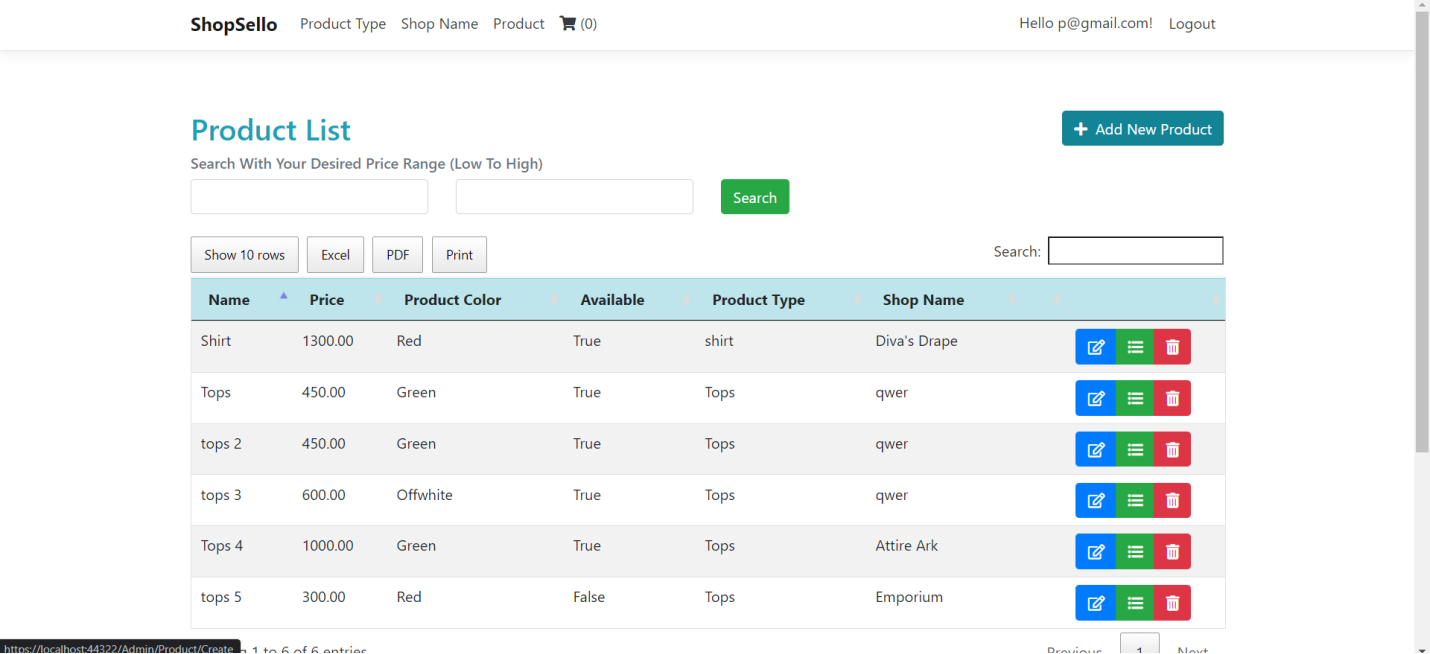 ShopSello Product Type Shop Name Product (0) Hello p@gmail.com! Logout
Product List
Add New Product
Search With Your Desired Price Range (Low To High)
Search
Show 10 rows Excel PDF Print Search:
Name Price Product Color Available Product Type Shop Name
Shirt 1300.00 Red True shirt Diva's Drape
Tops 450.00 Green True Tops qwer
tops 2 450.00 Green True Tops qwer
tops 3 600.00 Offwhite True Tops qwer
Tops 4 1000.00 Green True Tops Attire Ark
tops 5 300.00 Red False Tops Emporium
https://localhost:44322/Admin/Product/Create 1 to 6 of 6 entries Previous 1 Next